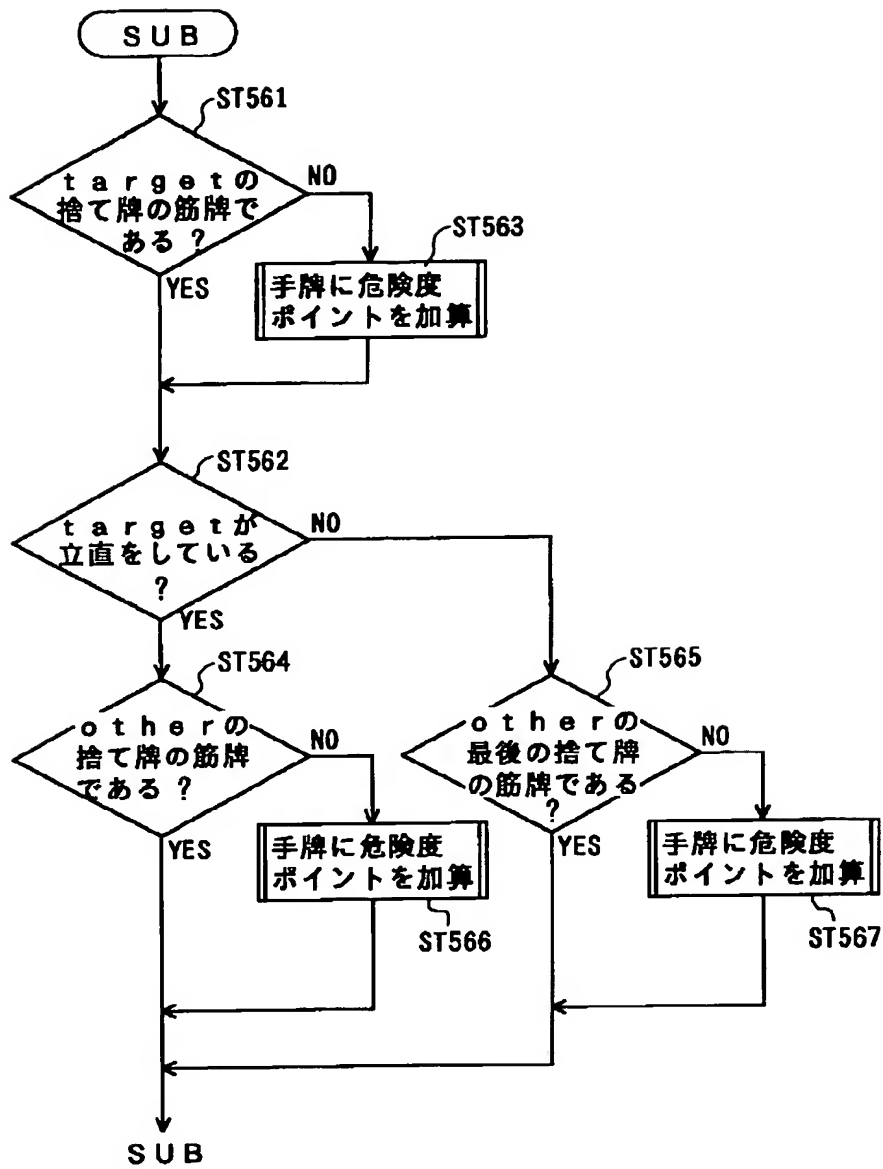 SUB
ST561
targetの
捨て牌の筋牌で
ある?
NO
YES
ST563
手牌に危険度
ポイントを加算
ST562
targetが
立直をしている
?
NO
YES
ST564
otherの
捨て牌の筋牌
である?
NO
YES
ST565
otherの
最後の捨て牌
の筋牌である
?
NO
YES
手牌に危険度
ポイントを加算
ST566
手牌に危険度
ポイントを加算
ST567
SUB